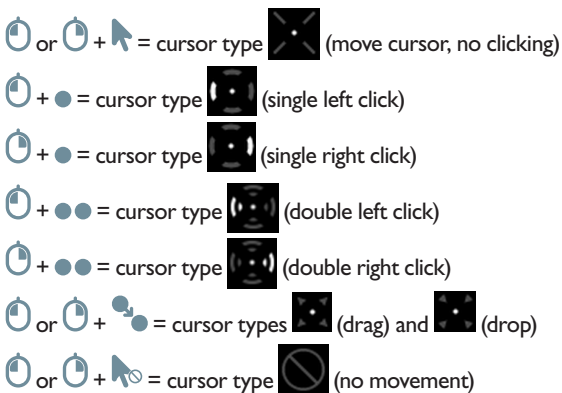 or + = cursor type (move cursor, no clicking)
+ = cursor type (single left click)
+ = cursor type (single right click)
+ = cursor type (double left click)
+ = cursor type (double right click)
or + = cursor types (drag) and (drop)
or + = cursor type (no movement)